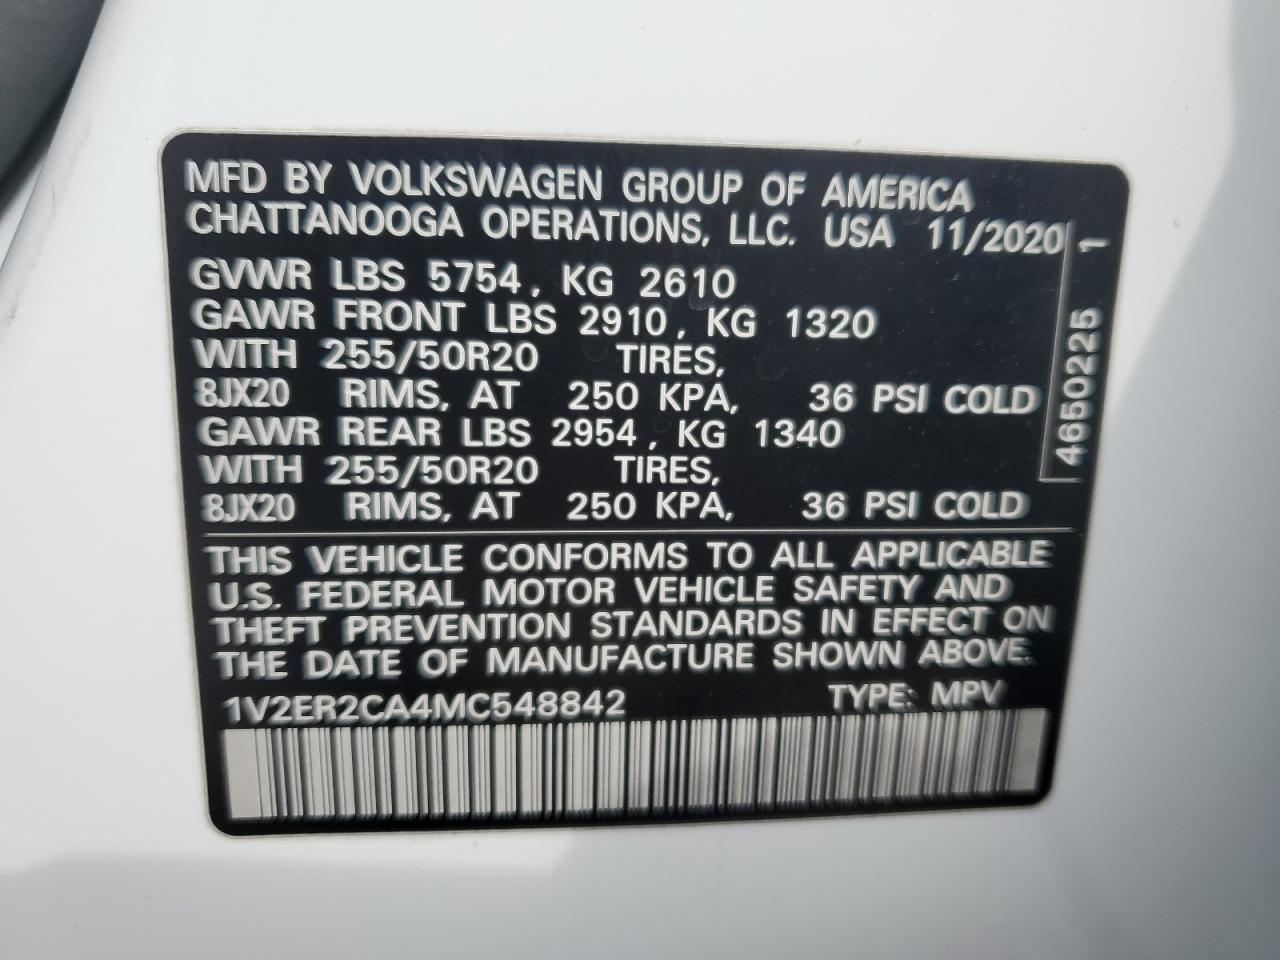 MFD BY VOLKSWAGEN GROUP OF AMERICA
CHATTANOOGA OPERATIONS, LLC. USA 11/2020
GVWR LBS 5754, KG 2610
GAWR FRONT LBS 2910, KG 1320
WITH 255/50R20 TIRES,
8JX20 RIMS, AT 250 KPA, 36 PSI COLD
GAWR REAR LBS 2954, KG 1340
WITH 255/50R20 TIRES,
8JX20 RIMS, AT 250 KPA, 36 PSI COLD
4650225 1
THIS VEHICLE CONFORMS TO ALL APPLICABLE
U.S. FEDERAL MOTOR VEHICLE SAFETY AND
THEFT PREVENTION STANDARDS IN EFFECT ON
THE DATE OF MANUFACTURE SHOWN ABOVE.
1V2ER2CA4MC548842 TYPE: MPV